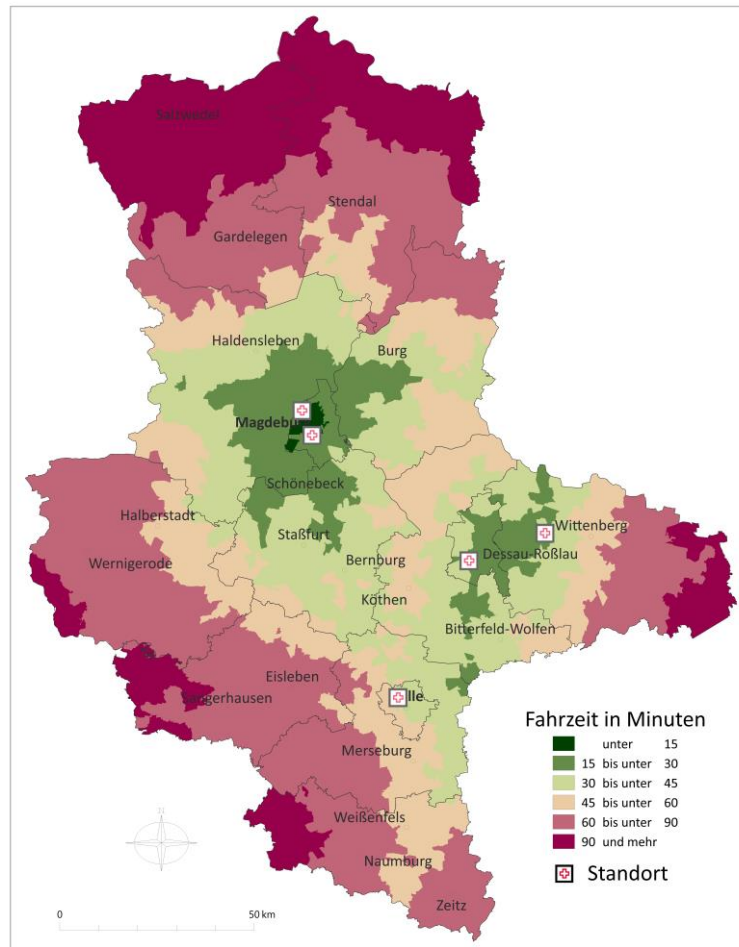 Salzwedel
Stendal
Gardelegen
Haldensleben
Burg
Magdebu
Schönebeck
Halberstadt
Staßfurt
Wittenberg
Dessau-Roßlau
Wernigerode
Bernburg
Köthen
Bitterfeld-Wolfen
Eisleben
Sangerhausen
lle
Merseburg
Weißenfels
Naumburg
Zeitz
Fahrzeit in Minuten
unter 15
15 bis unter 30
30 bis unter 45
45 bis unter 60
60 bis unter 90
90 und mehr
Standort
0 50 km